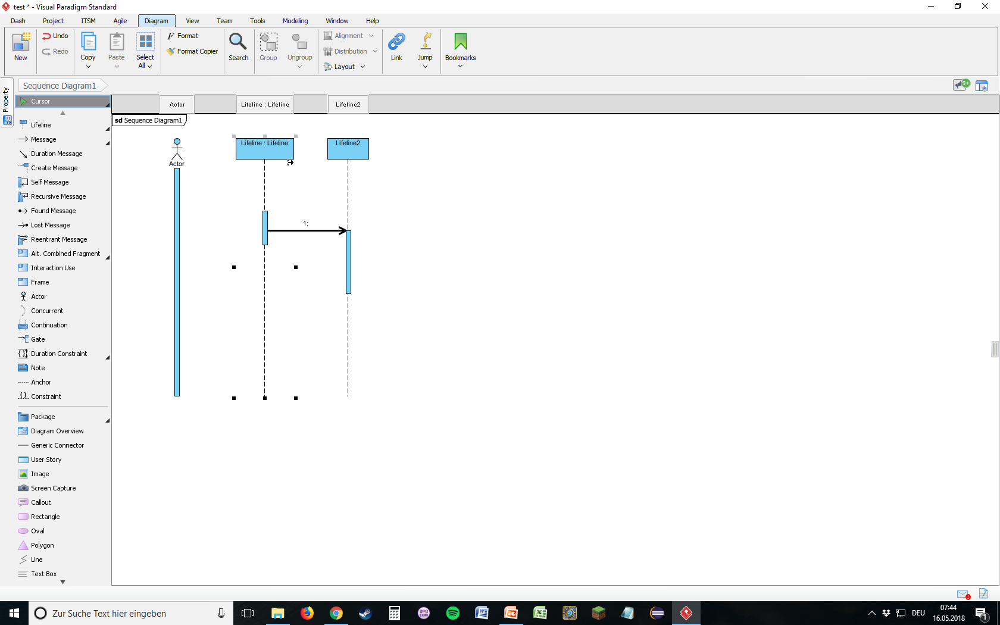 test * - Visual Paradigm Standard
Dash Project ITSM Agile Diagram View Team Tools Modeling Window Help
New
Undo
Redo
Copy
Paste
Select
All
Format
Format Copier
Search
Group
Ungroup
Alignment
Distribution
Layout
Link
Jump
Bookmarks
Property
Sequence Diagram1
9+
Cursor
Lifeline
Message
Duration Message
Create Message
Self Message
Recursive Message
Found Message
Lost Message
Reentrant Message
Alt. Combined Fragment
Interaction Use
Frame
Actor
Concurrent
Continuation
Gate
Duration Constraint
Note
Anchor
Constraint
Package
Diagram Overview
Generic Connector
User Story
Image
Screen Capture
Callout
Rectangle
Oval
Polygon
Line
Text Box
Actor Lifeline : Lifeline Lifeline2
sd Sequence Diagram1
Lifeline : Lifeline Lifeline2
Actor
1:
1
Zur Suche Text hier eingeben
gog
com
DEU
07:44
16.05.2018
1